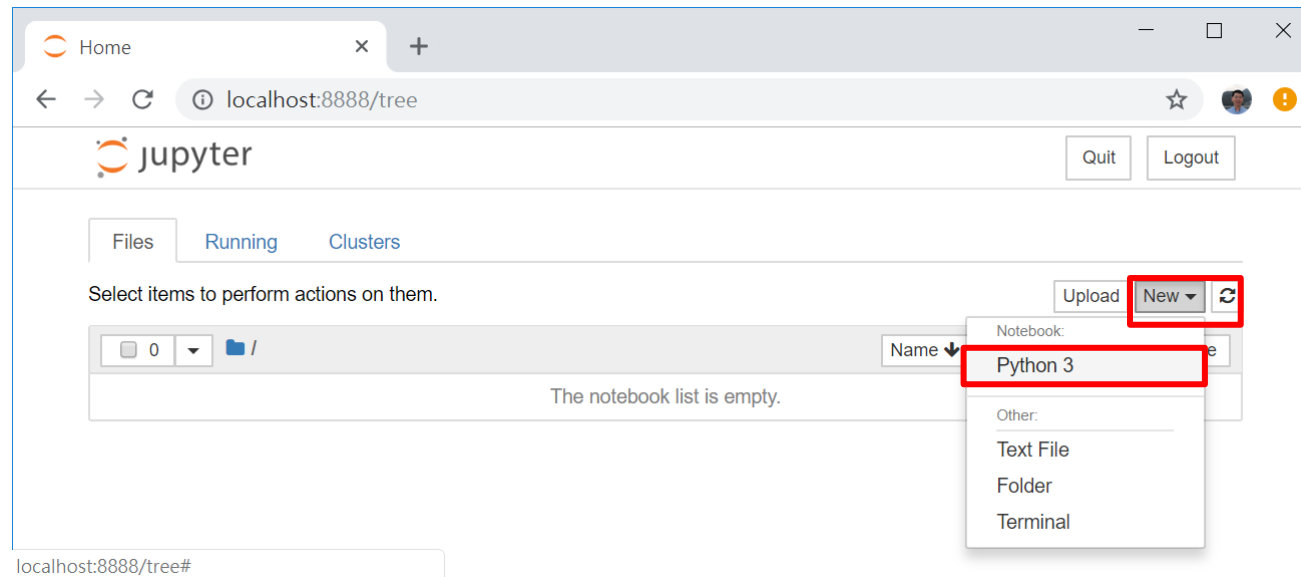 Home
localhost:8888/tree
jupyter
Quit Logout
Files Running Clusters
Select items to perform actions on them.
Upload New
0 /
Name e
The notebook list is empty.
Notebook:
Python 3
Other:
Text File
Folder
Terminal
localhost:8888/tree#